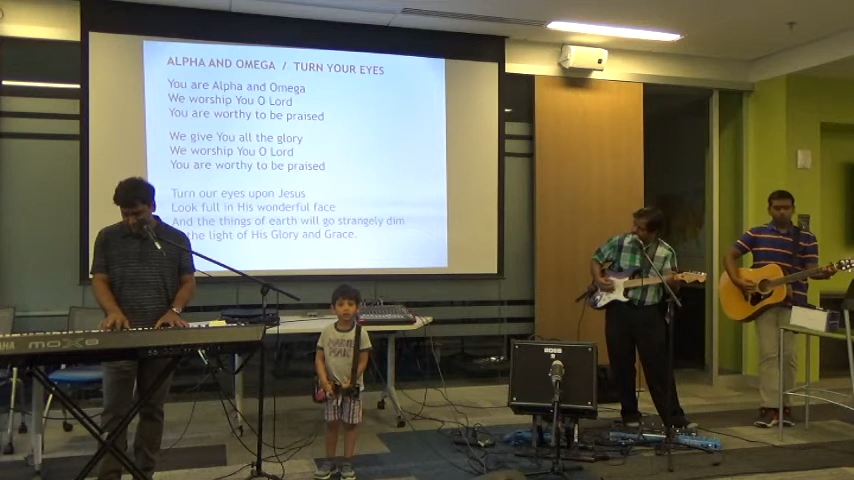 ALPHA AND OMEGA / TURN YOUR EYES
You are Alpha and Omega
We worship You O Lord
You are worthy to be praised
We give You all the glory
We worship You O Lord
You are worthy to be praised
Turn our eyes upon Jesus
Look full in His wonderful face
And the things of earth will go strangely dim
the light of His Glory and Grace.
MOX8